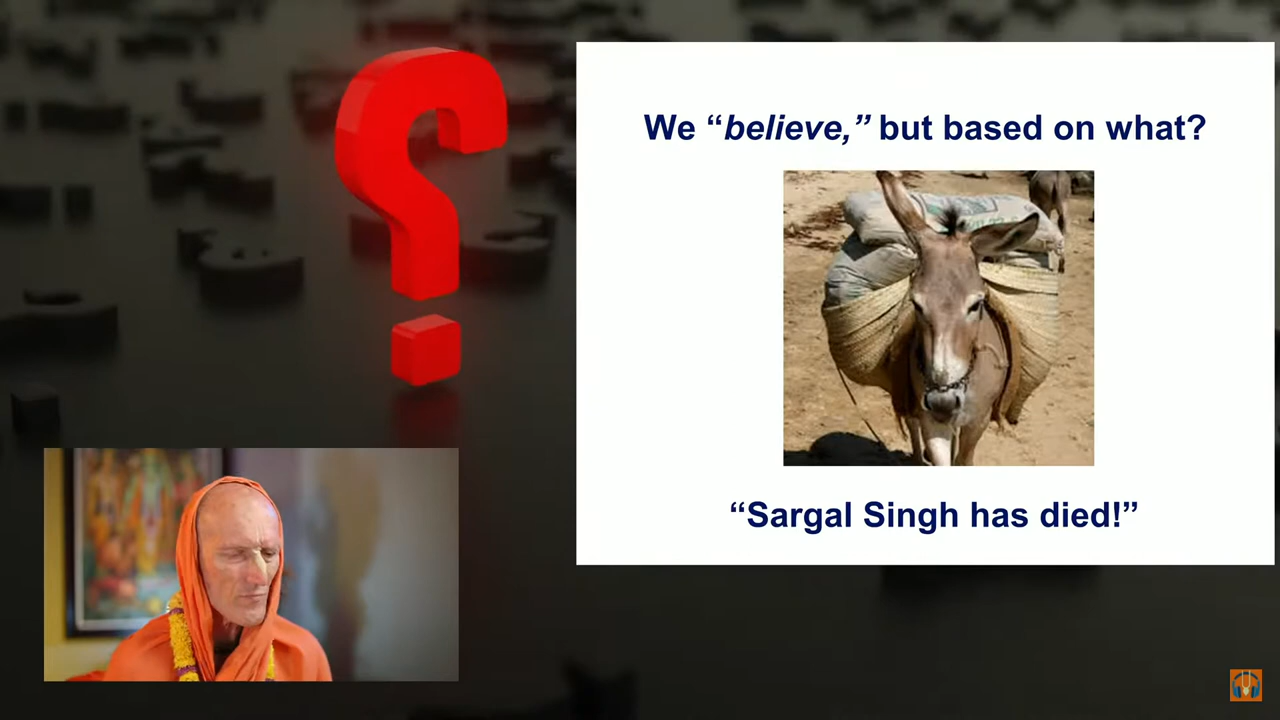 We “believe,” but based on what?
“Sargal Singh has died!”